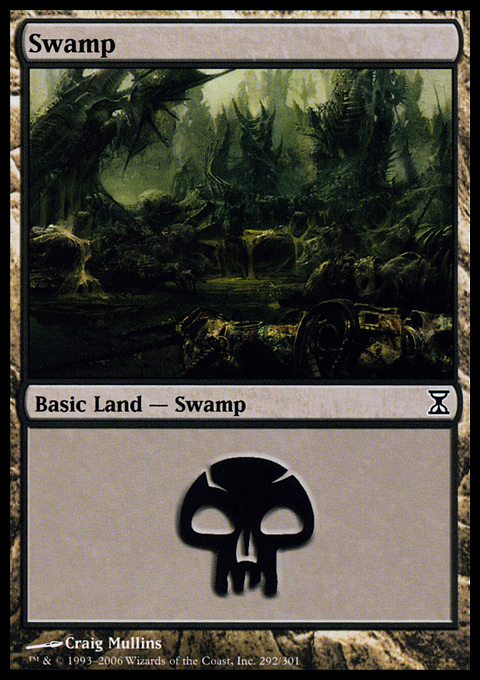 Swamp
Basic Land — Swamp
Craig Mullins
™ & © 1993–2006 Wizards of the Coast, Inc. 292/301